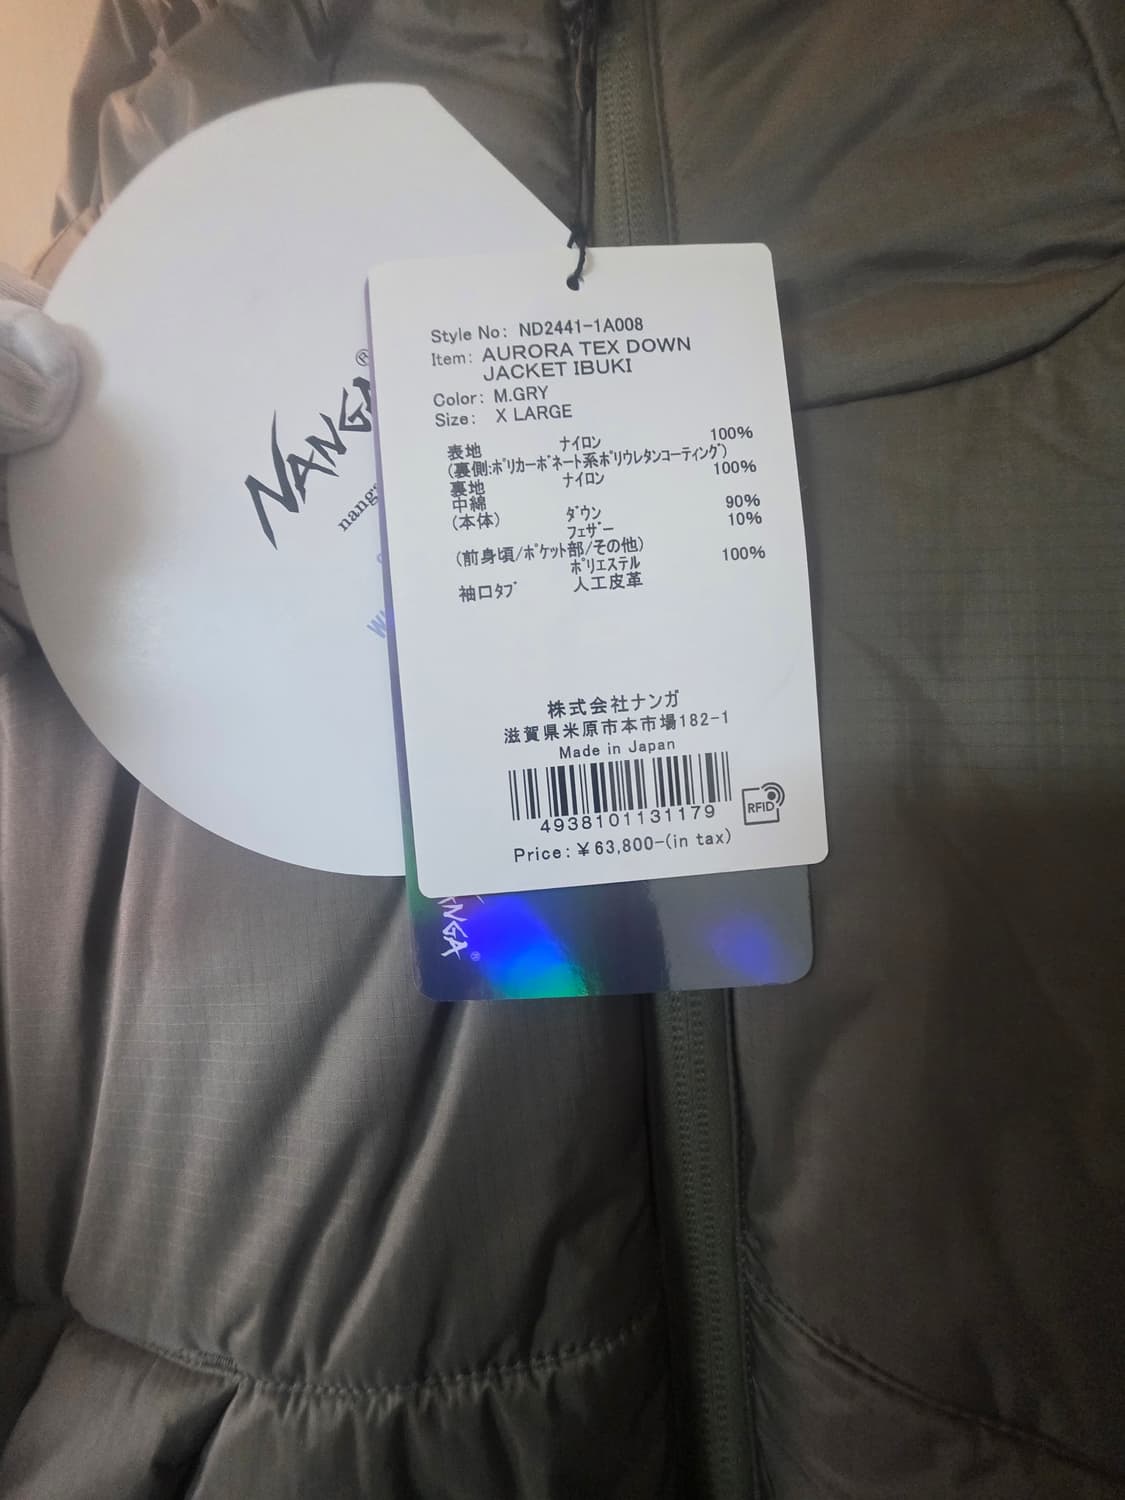 NANGA®
nang
Wi
Style No: ND2441-1A008
Item: AURORA TEX DOWN
JACKET IBUKI
Color: M.GRY
Size: X LARGE
表地 ナイロン 100%
(裏側:ﾎﾟﾘｶｰﾎﾞﾈｰﾄ系ﾎﾟﾘｳﾚﾀﾝｺｰﾃｨﾝｸﾞ)
裏地 ナイロン 100%
中綿
(本体) ﾀﾞｳﾝ 90%
ﾌｪｻﾞｰ 10%
(前身頃/ﾎﾟｹｯﾄ部/その他)
ﾎﾟﾘｴｽﾃﾙ 100%
袖口ﾀﾌﾞ 人工皮革
株式会社ナンガ
滋賀県米原市本市場182-1
Made in Japan
4938101131179
RFID
Price: ¥63,800-(in tax)
ANGA®